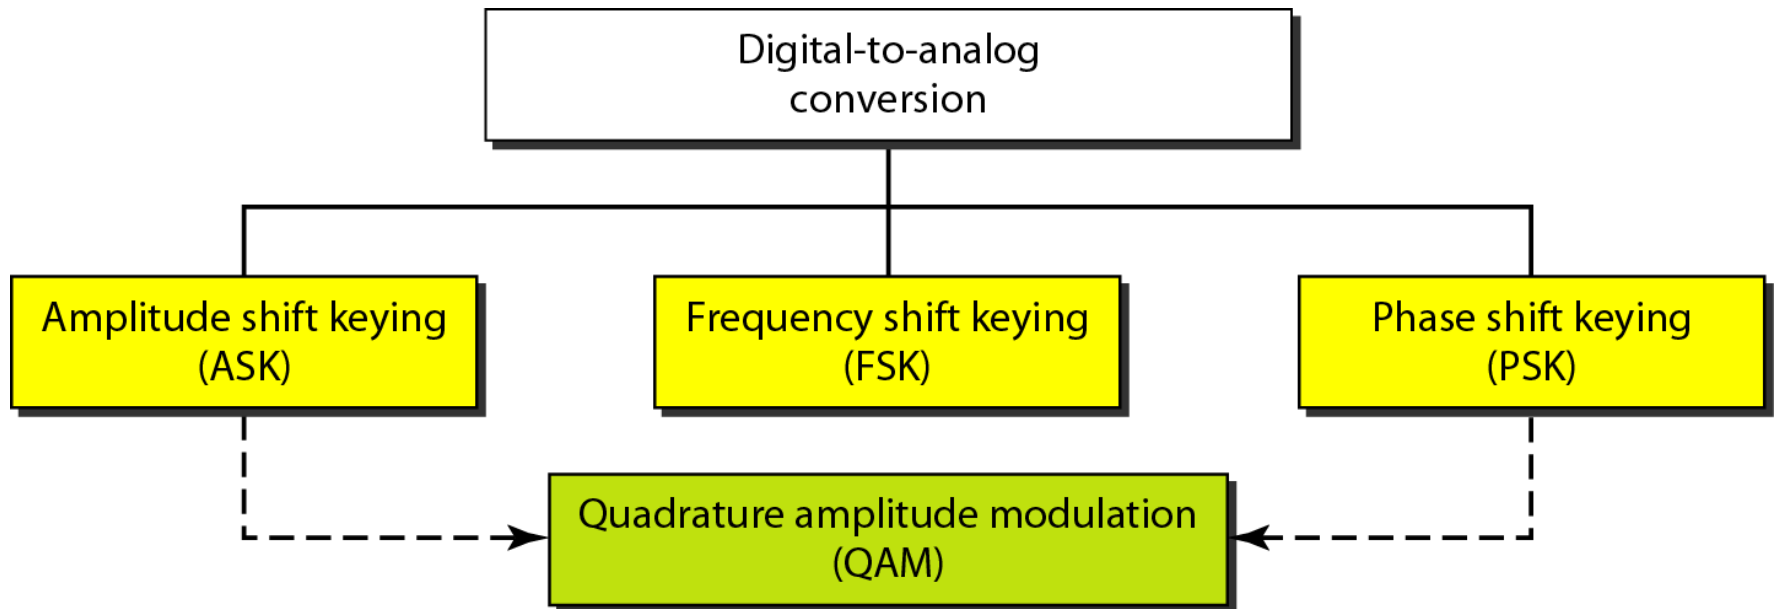 Digital-to-analog
conversion
Amplitude shift keying
(ASK)
Frequency shift keying
(FSK)
Phase shift keying
(PSK)
Quadrature amplitude modulation
(QAM)